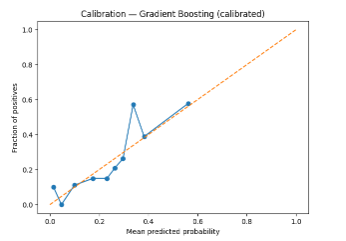 Calibration — Gradient Boosting (calibrated)
1.0
0.8
0.6
0.4
0.2
0.0
Fraction of positives
0.0 0.2 0.4 0.6 0.8 1.0
Mean predicted probability